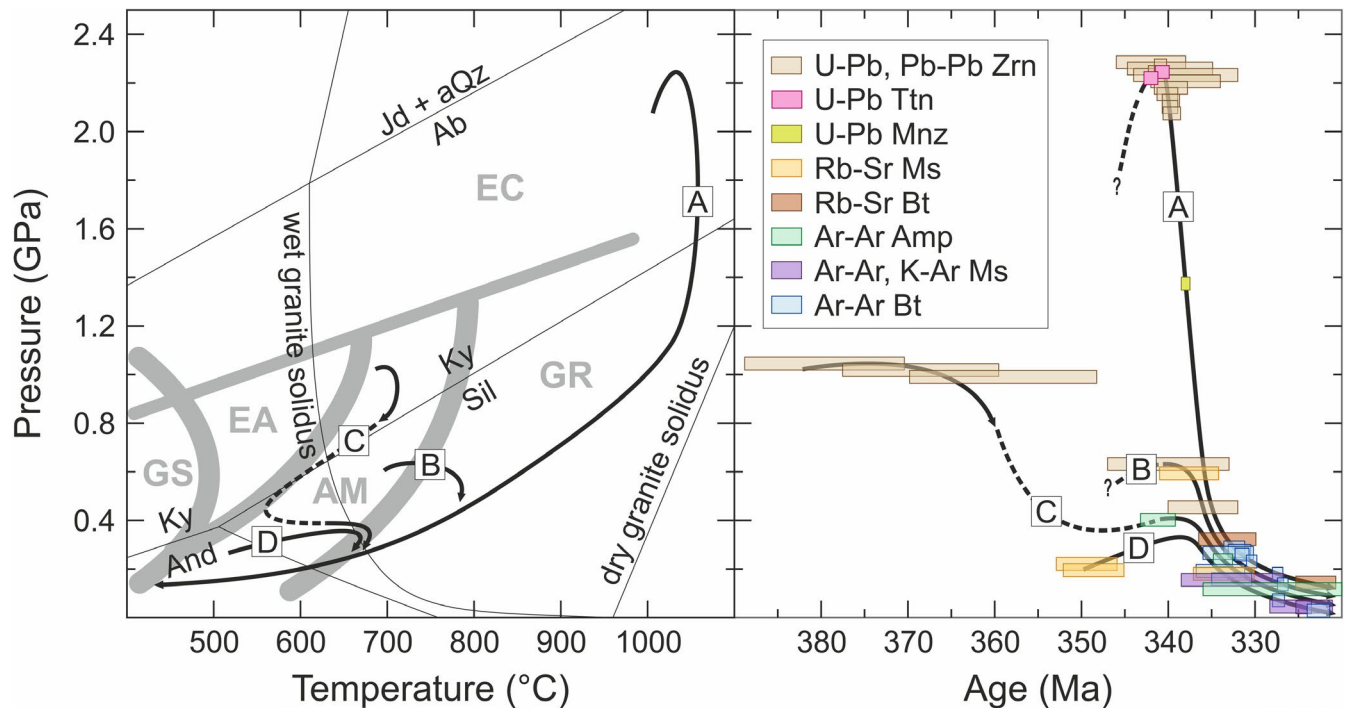 2.4
2.0
1.6
1.2
0.8
0.4
Pressure (GPa)
500
600
700
800
900
1000
Temperature (°C)
Jd + aQz
Ab
EC
A
wet granite solidus
Ky
Sil
GR
EA
GS
C
B
AM
Ky
And
D
dry granite solidus
U-Pb, Pb-Pb Zrn
U-Pb Ttn
U-Pb Mnz
Rb-Sr Ms
Rb-Sr Bt
Ar-Ar Amp
Ar-Ar, K-Ar Ms
Ar-Ar Bt
?
A
B
?
C
D
380
370
360
350
340
330
Age (Ma)